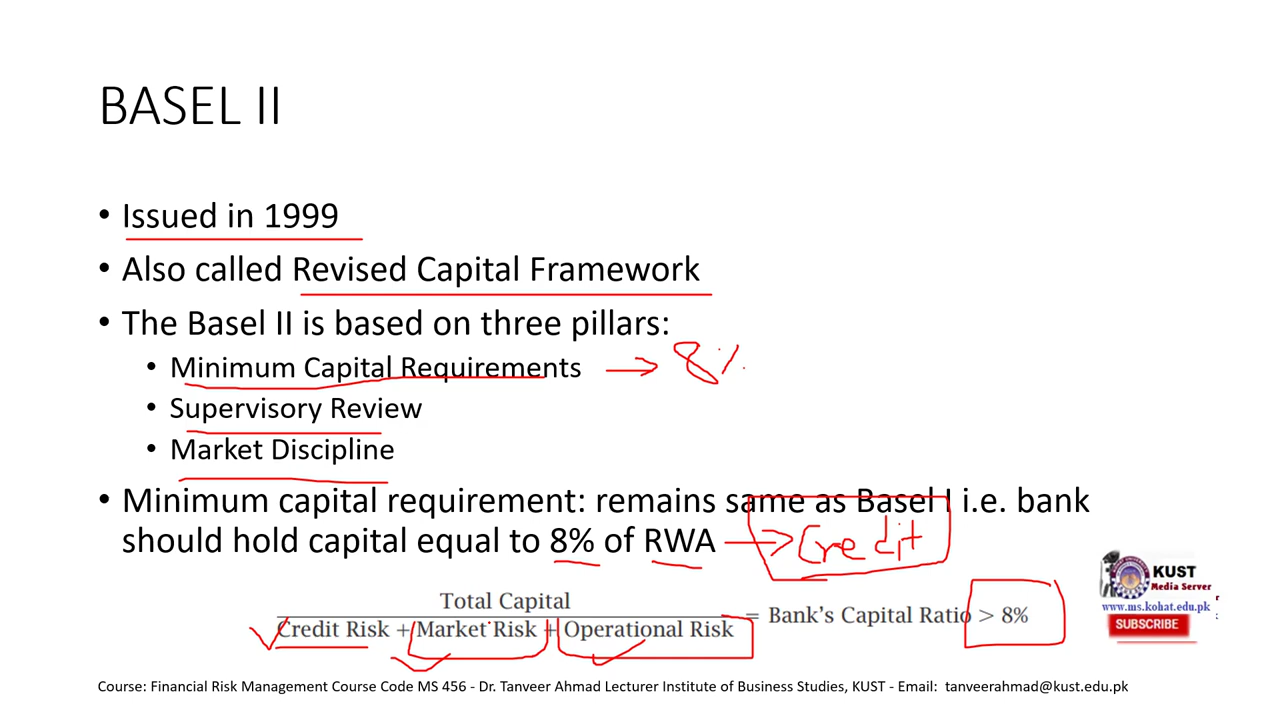 BASEL II
• Issued in 1999
• Also called Revised Capital Framework
• The Basel II is based on three pillars:
• Minimum Capital Requirements → 8%
• Supervisory Review
• Market Discipline
• Minimum capital requirement: remains same as Basel I i.e. bank
should hold capital equal to 8% of RWA → Credit
Total Capital
Credit Risk + Market Risk + Operational Risk = Bank's Capital Ratio > 8%
KUST
Media Server
www.ms.kohat.edu.pk
SUBSCRIBE
Course: Financial Risk Management Course Code MS 456 - Dr. Tanveer Ahmad Lecturer Institute of Business Studies, KUST - Email: tanveerahmad@kust.edu.pk